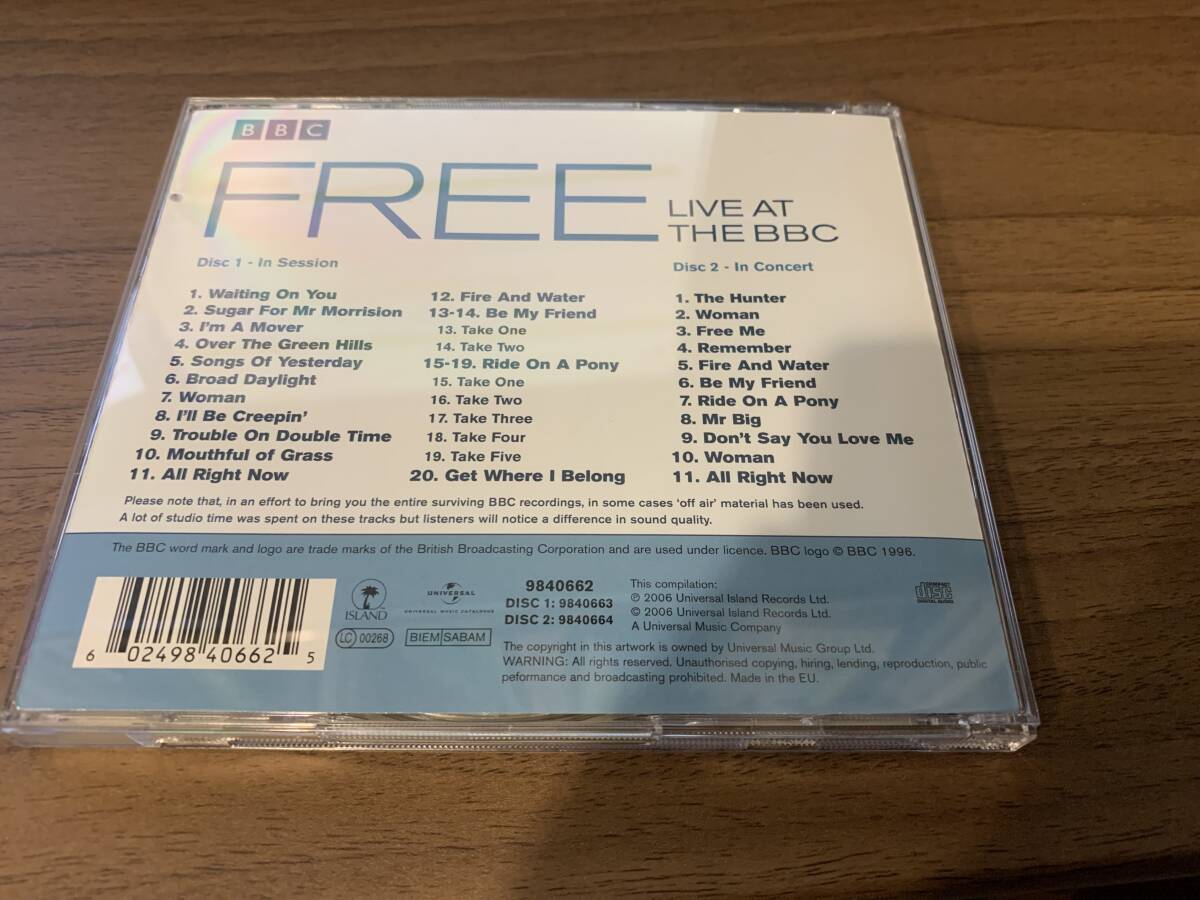 BBC
FREE
LIVE AT
THE BBC
Disc 1 - In Session
1. Waiting On You
2. Sugar For Mr Morrision
3. I'm A Mover
4. Over The Green Hills
5. Songs Of Yesterday
6. Broad Daylight
7. Woman
8. I'll Be Creepin'
9. Trouble On Double Time
10. Mouthful of Grass
11. All Right Now
12. Fire And Water
13-14. Be My Friend
13. Take One
14. Take Two
15-19. Ride On A Pony
15. Take One
16. Take Two
17. Take Three
18. Take Four
19. Take Five
20. Get Where I Belong
Disc 2 - In Concert
1. The Hunter
2. Woman
3. Free Me
4. Remember
5. Fire And Water
6. Be My Friend
7. Ride On A Pony
8. Mr Big
9. Don't Say You Love Me
10. Woman
11. All Right Now
Please note that, in an effort to bring you the entire surviving BBC recordings, in some cases 'off air' material has been used.
A lot of studio time was spent on these tracks but listeners will notice a difference in sound quality.
The BBC word mark and logo are trade marks of the British Broadcasting Corporation and are used under licence. BBC logo © BBC 1996.
6 02498 40662 5
ISLAND
LC 00268
UNIVERSAL
UNIVERSAL MUSIC CATALOGUE
BIEM/SABAM
9840662
DISC 1: 9840663
DISC 2: 9840664
This compilation:
℗ 2006 Universal Island Records Ltd.
© 2006 Universal Island Records Ltd.
A Universal Music Company
COMPACT
disc
DIGITAL AUDIO
The copyright in this artwork is owned by Universal Music Group Ltd.
WARNING: All rights reserved. Unauthorised copying, hiring, lending, reproduction, public
peformance and broadcasting prohibited. Made in the EU.